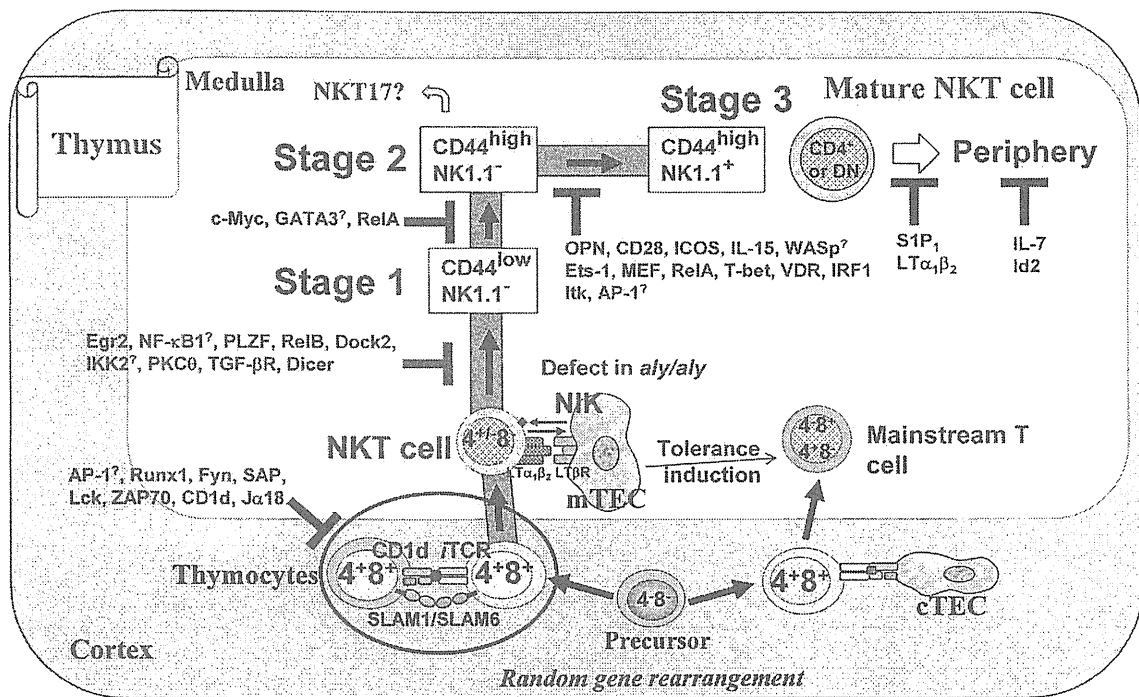 Thymus
Medulla
NKT17?
Stage 3
Mature NKT cell
Stage 2
CD44high
NK1.1-
CD44high
NK1.1+
CD4+
or DN
Periphery
c-Myc, GATA3?, RelA
OPN, CD28, ICOS, IL-15, WASp?
Ets-1, MEF, RelA, T-bet, VDR, IRF1
Itk, AP-1?
S1P1
LTα1β2
IL-7
Id2
Stage 1
CD44low
NK1.1-
Egr2, NF-κB1?, PLZF, RelB, Dock2,
IKK2?, PKCθ, TGF-βR, Dicer
Defect in aly/aly
NIK
NKT cell
4+/-8-
LTα1β2 LTβR
mTEC
Tolerance
induction
4-8+
4+8-
Mainstream T
cell
AP-1?, Runx1, Fyn, SAP,
Lck, ZAP70, CD1d, Jα18
CD1d /TCR
Thymocytes
4+8+
4+8+
SLAM1/SLAM6
4-8-
Precursor
4+8+
cTEC
Cortex
Random gene rearrangement